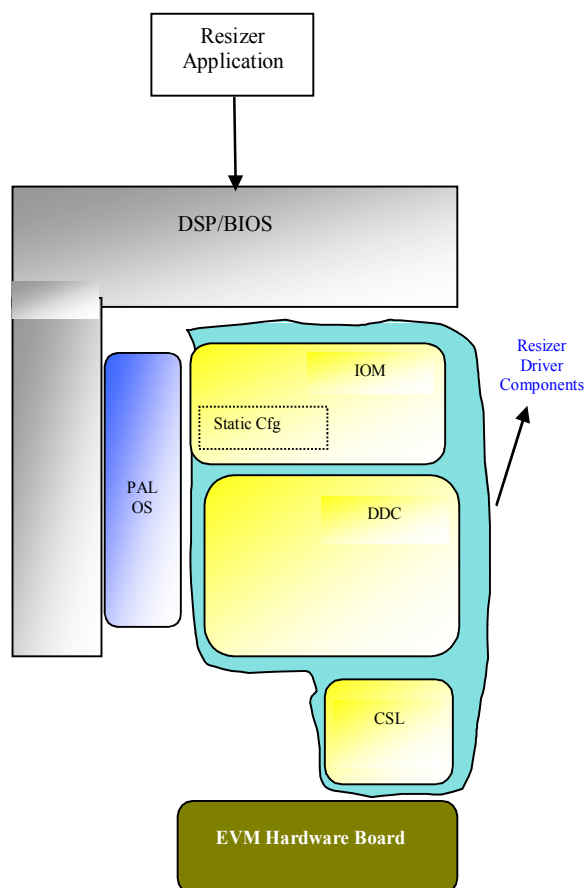 Resizer
Application
DSP/BIOS
IOM
Static Cfg
Resizer
Driver
Components
PAL
OS
DDC
CSL
EVM Hardware Board